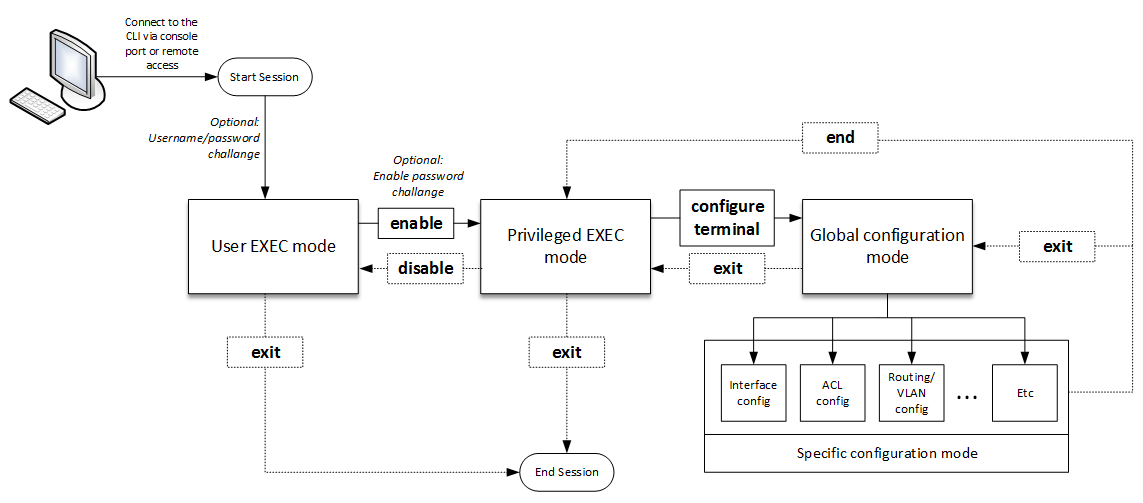 Connect to the
CLI via console
port or remote
access
Start Session
Optional:
Username/password
challange
Optional:
Enable password
challange
end
User EXEC mode
enable
disable
Privileged EXEC
mode
configure
terminal
exit
Global configuration
mode
exit
exit
exit
Interface
config
ACL
config
Routing/
VLAN
config
...
Etc
Specific configuration mode
End Session